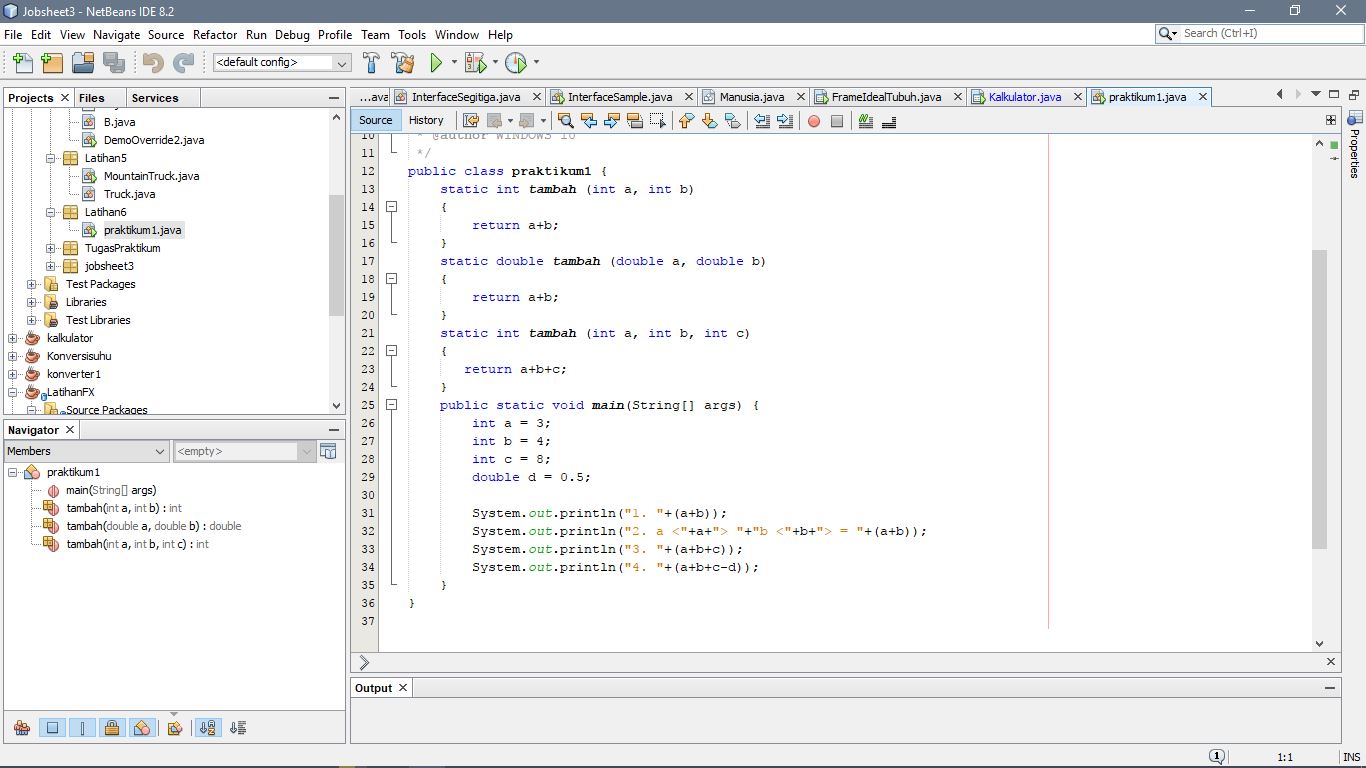 Jobsheet3 - NetBeans IDE 8.2
File Edit View Navigate Source Refactor Run Debug Profile Team Tools Window Help
Search (Ctrl+I)
<default config>
Projects Files Services
B.java
DemoOverride2.java
Latihan5
MountainTruck.java
Truck.java
Latihan6
praktikum1.java
TugasPraktikum
jobsheet3
Test Packages
Libraries
Test Libraries
kalkulator
Konversisuhu
konverter1
LatihanFX
Source Packages
Navigator
Members <empty>
praktikum1
main(String[] args)
tambah(int a, int b) : int
tambah(double a, double b) : double
tambah(int a, int b, int c) : int
...ava InterfaceSegitiga.java InterfaceSample.java Manusia.java FrameIdealTubuh.java Kalkulator.java praktikum1.java
Source History
10 * @author WINDOWS 10
11 */
12 public class praktikum1 {
13 static int tambah (int a, int b)
14 {
15 return a+b;
16 }
17 static double tambah (double a, double b)
18 {
19 return a+b;
20 }
21 static int tambah (int a, int b, int c)
22 {
23 return a+b+c;
24 }
25 public static void main(String[] args) {
26 int a = 3;
27 int b = 4;
28 int c = 8;
29 double d = 0.5;
30
31 System.out.println("1. "+(a+b));
32 System.out.println("2. a <"+a+"> "+"b <"+b+"> = "+(a+b));
33 System.out.println("3. "+(a+b+c));
34 System.out.println("4. "+(a+b+c-d));
35 }
36 }
37
Output
Properties
1
1:1 INS